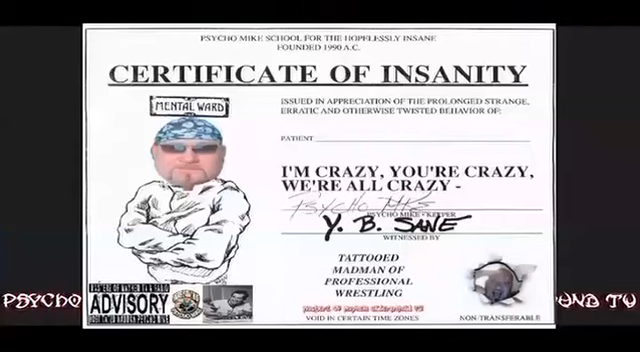 PSYCHO MIKE SCHOOL FOR THE HOPELESSLY INSANE
FOUNDED 1990 A.C.
CERTIFICATE OF INSANITY
MENTAL WARD
ISSUED IN APPRECIATION OF THE PROLONGED STRANGE,
ERRATIC AND OTHERWISE TWISTED BEHAVIOR OF:
PATIENT
I'M CRAZY, YOU'RE CRAZY,
WE'RE ALL CRAZY -
PSYCHO MIKE
PSYCHO MIKE • KEEPER
Y. B. SANE
WITNESSED BY
TATTOOED
MADMAN OF
PROFESSIONAL
WRESTLING
VOID IN CERTAIN TIME ZONES
NON-TRANSFERABLE
ADVISORY
PSYCHO
UND TV